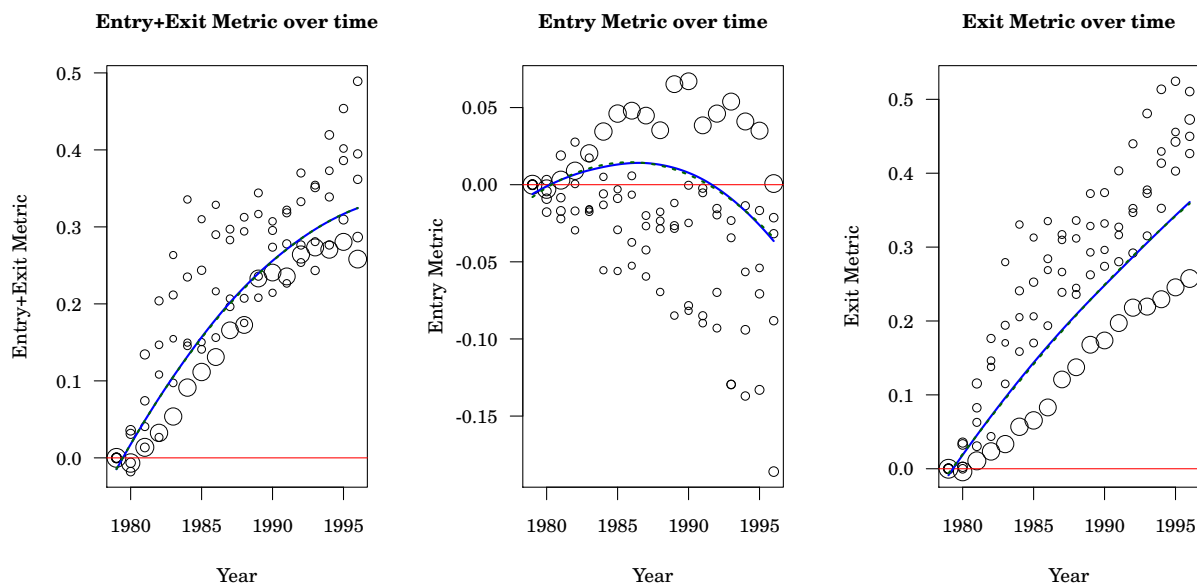 Entry+Exit Metric over time
Entry+Exit Metric
0.5
0.4
0.3
0.2
0.1
0.0
1980 1985 1990 1995
Year
Entry Metric over time
Entry Metric
0.05
0.00
-0.05
-0.10
-0.15
1980 1985 1990 1995
Year
Exit Metric over time
Exit Metric
0.5
0.4
0.3
0.2
0.1
0.0
1980 1985 1990 1995
Year